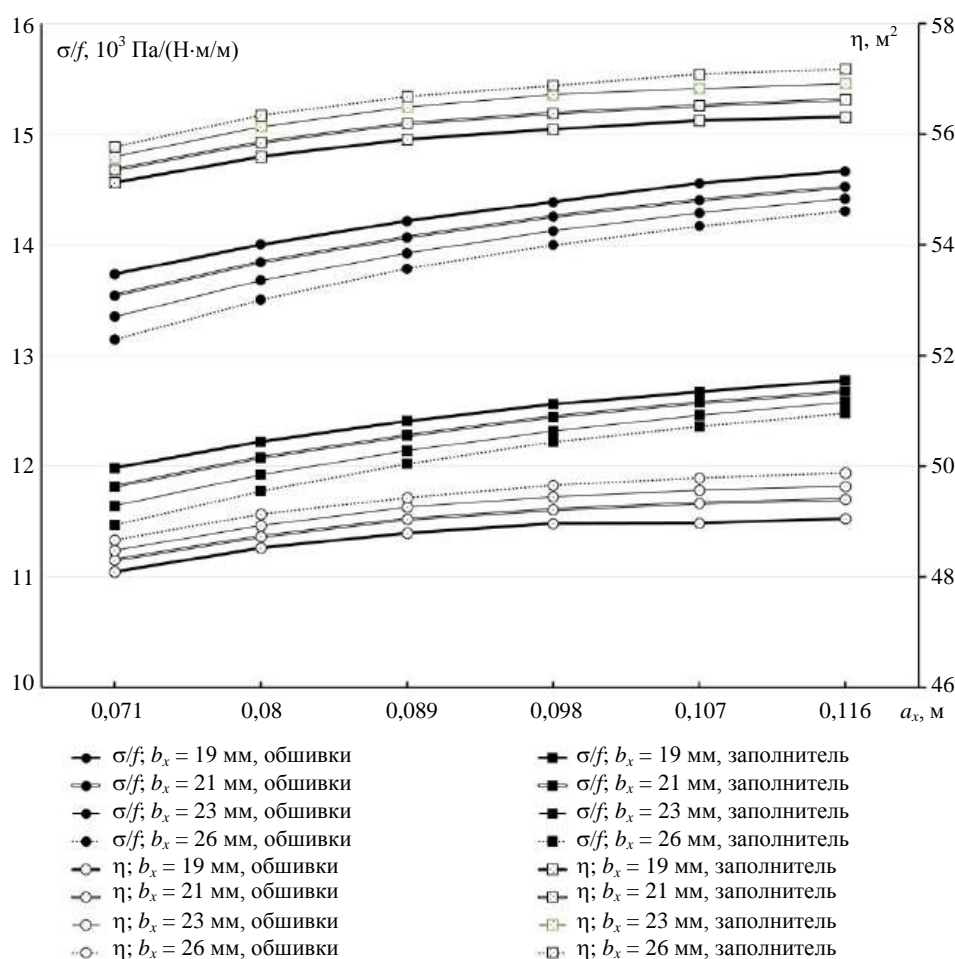 16
58
σ/f, 10³ Па/(Н·м/м)
η, м²
15
56
14
54
13
52
12
50
11
48
10
46
0,071
0,08
0,089
0,098
0,107
0,116
aₓ, м
σ/f; bₓ = 19 мм, обшивки
σ/f; bₓ = 21 мм, обшивки
σ/f; bₓ = 23 мм, обшивки
σ/f; bₓ = 26 мм, обшивки
η; bₓ = 19 мм, обшивки
η; bₓ = 21 мм, обшивки
η; bₓ = 23 мм, обшивки
η; bₓ = 26 мм, обшивки
σ/f; bₓ = 19 мм, заполнитель
σ/f; bₓ = 21 мм, заполнитель
σ/f; bₓ = 23 мм, заполнитель
σ/f; bₓ = 26 мм, заполнитель
η; bₓ = 19 мм, заполнитель
η; bₓ = 21 мм, заполнитель
η; bₓ = 23 мм, заполнитель
η; bₓ = 26 мм, заполнитель